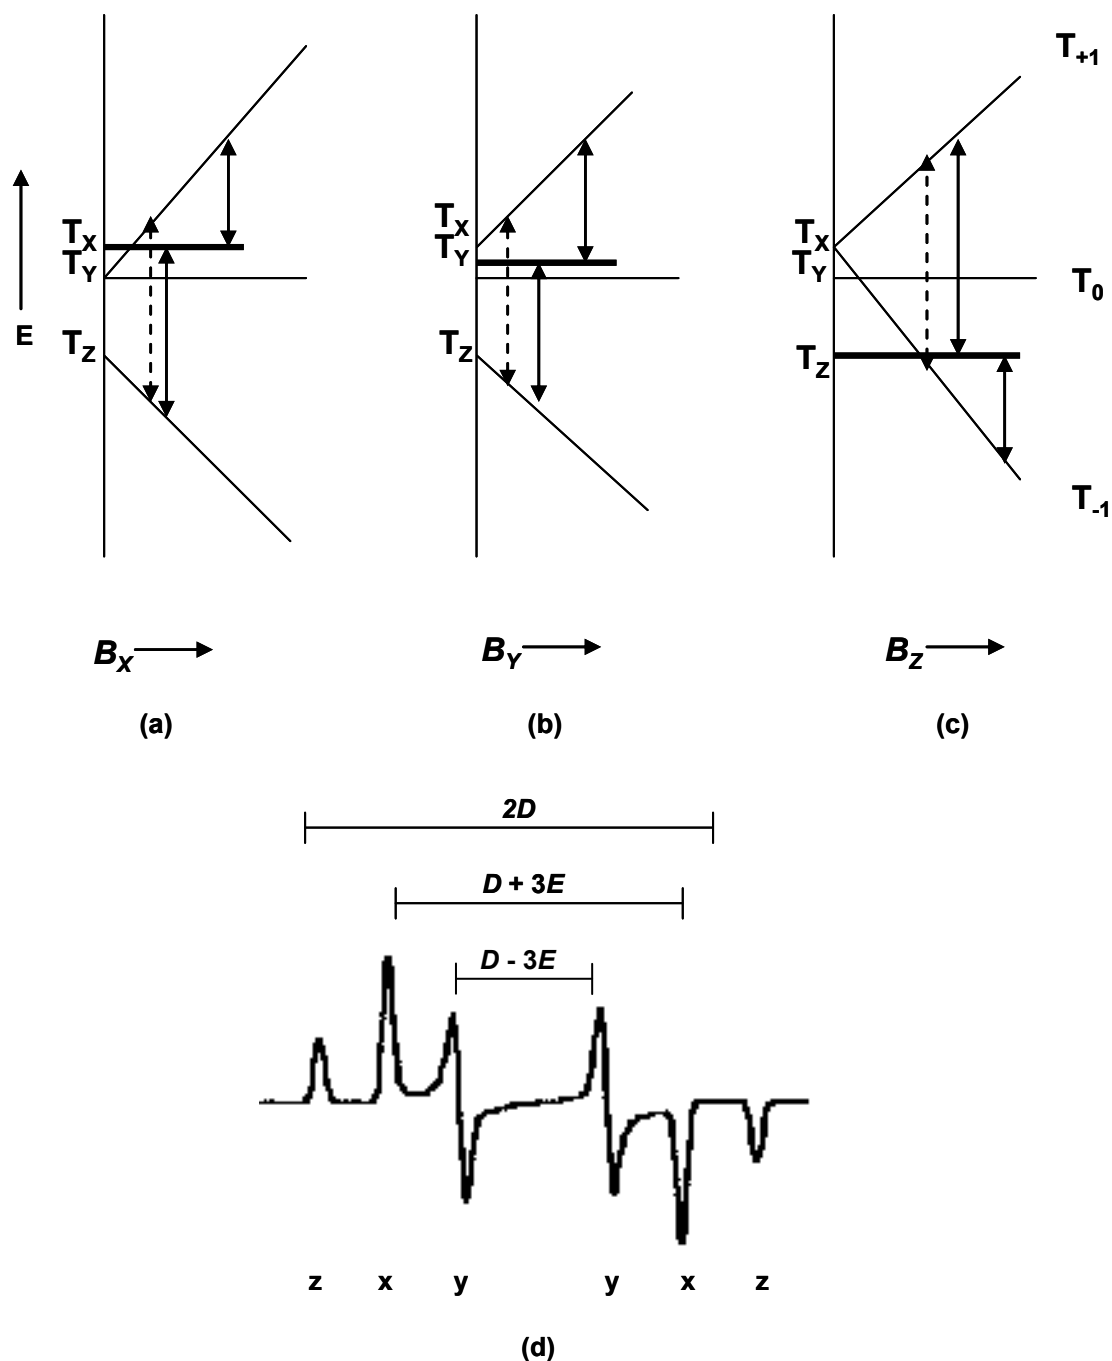 T+1
TX
TY
TX
TY
TX
TY
T0
E
TZ
TZ
TZ
T-1
BX
BY
BZ
(a)
(b)
(c)
2D
D + 3E
D - 3E
z x y y x z
(d)